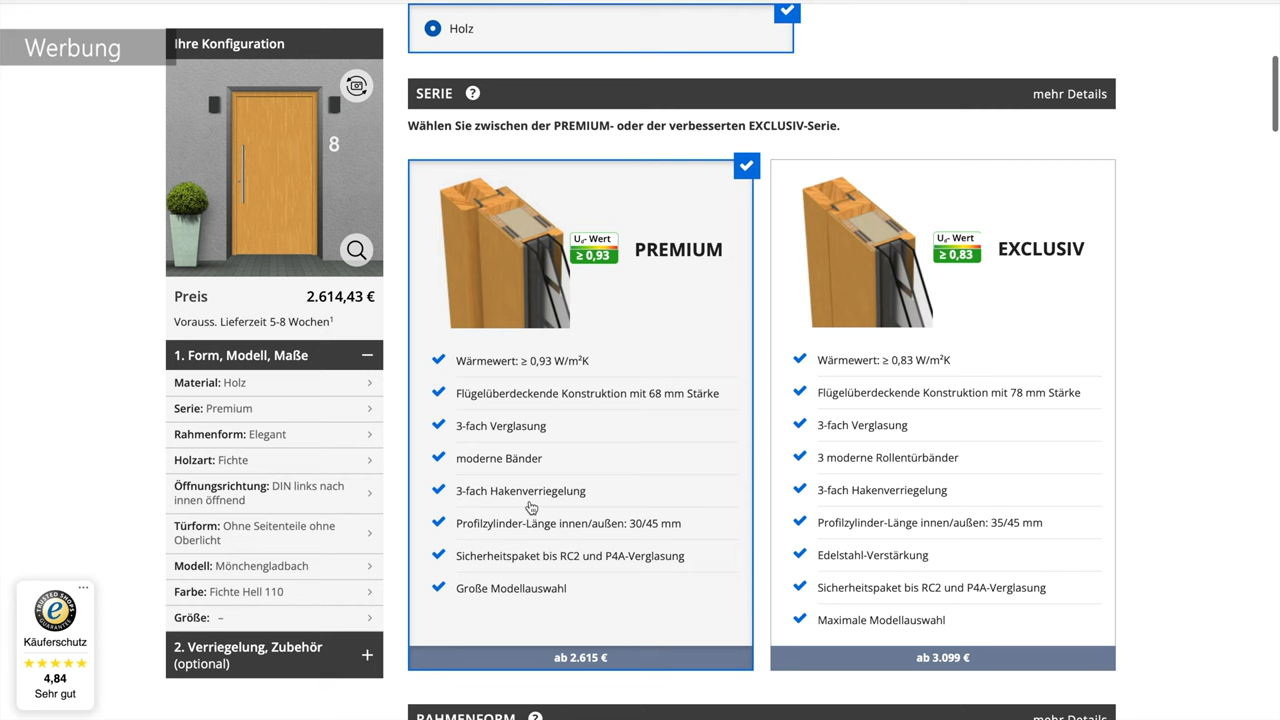 Holz
Werbung
Ihre Konfiguration
8
Preis 2.614,43 €
Vorauss. Lieferzeit 5-8 Wochen¹
1. Form, Modell, Maße
Material: Holz
Serie: Premium
Rahmenform: Elegant
Holzart: Fichte
Öffnungsrichtung: DIN links nach
innen öffnend
Türform: Ohne Seitenteile ohne
Oberlicht
Modell: Mönchengladbach
Farbe: Fichte Hell 110
Größe: –
2. Verriegelung, Zubehör
(optional)
TRUSTED SHOPS
GUARANTEE
Käuferschutz
4,84
Sehr gut
SERIE ? mehr Details
Wählen Sie zwischen der PREMIUM- oder der verbesserten EXCLUSIV-Serie.
Ud- Wert
≥ 0,93
PREMIUM
Wärmewert: ≥ 0,93 W/m²K
Flügelüberdeckende Konstruktion mit 68 mm Stärke
3-fach Verglasung
moderne Bänder
3-fach Hakenverriegelung
Profilzylinder-Länge innen/außen: 30/45 mm
Sicherheitspaket bis RC2 und P4A-Verglasung
Große Modellauswahl
ab 2.615 €
Ud- Wert
≥ 0,83
EXCLUSIV
Wärmewert: ≥ 0,83 W/m²K
Flügelüberdeckende Konstruktion mit 78 mm Stärke
3-fach Verglasung
3 moderne Rollentürbänder
3-fach Hakenverriegelung
Profilzylinder-Länge innen/außen: 35/45 mm
Edelstahl-Verstärkung
Sicherheitspaket bis RC2 und P4A-Verglasung
Maximale Modellauswahl
ab 3.099 €
RAHMENFORM ? mehr Details